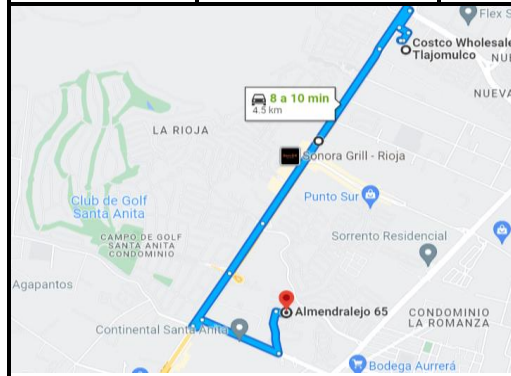 Flex S
Costco Wholesale
Tlajomulco
NUE
NUEVA
8 a 10 min
4.5 km
LA RIOJA
Sonora Grill - Rioja
Punto Sur
Club de Golf
Santa Anita
CAMPO DE GOLF
SANTA ANITA
CONDOMINIO
Sorrento Residencial
Agapantos
Almendralejo 65
CONDOMINIO
LA ROMANZA
Continental Santa Anita
Bodega Aurrerá